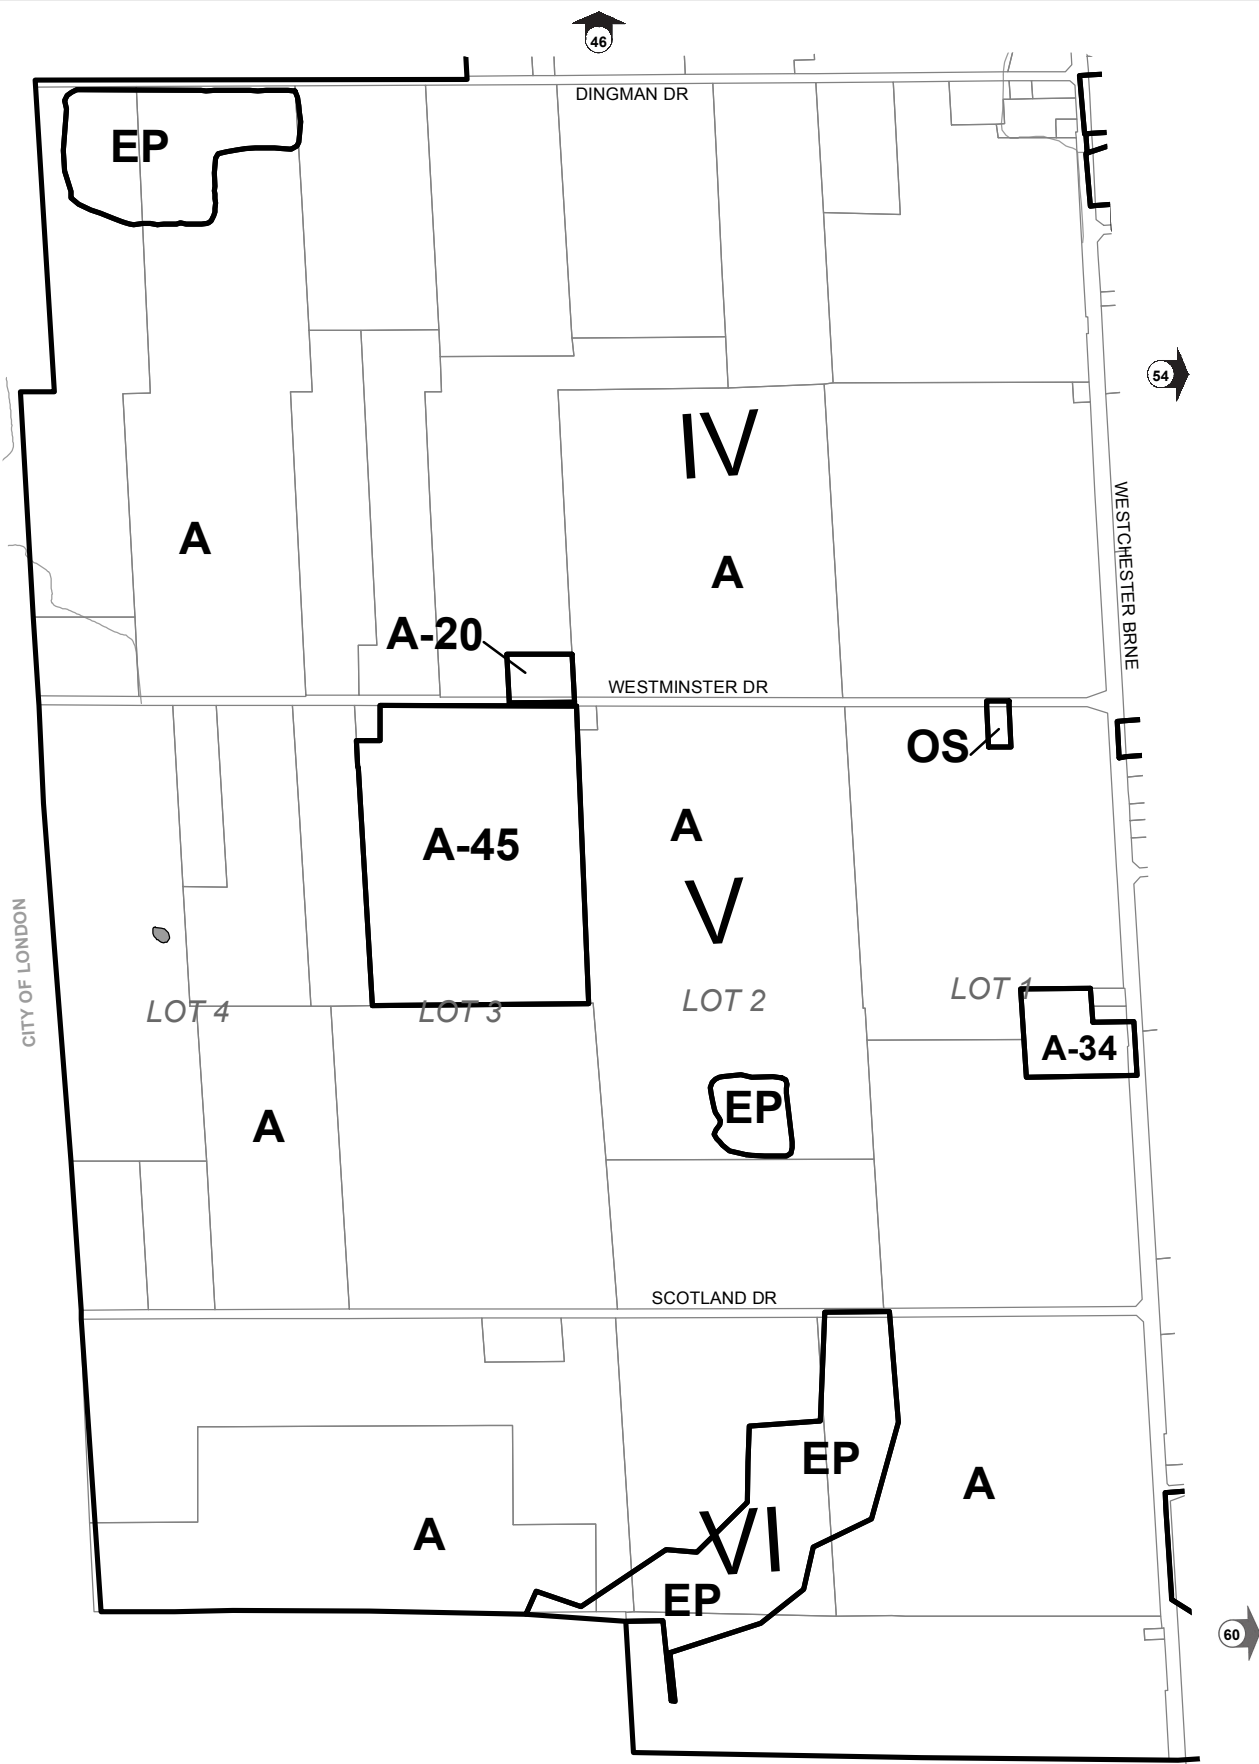 46
DINGMAN DR
EP
54
IV
WESTCHESTER BRNE
A
A
A-20
WESTMINSTER DR
OS
A
A-45
V
CITY OF LONDON
LOT 4
LOT 3
LOT 2
LOT 1
A-34
EP
A
SCOTLAND DR
EP
A
VI
A
EP
60